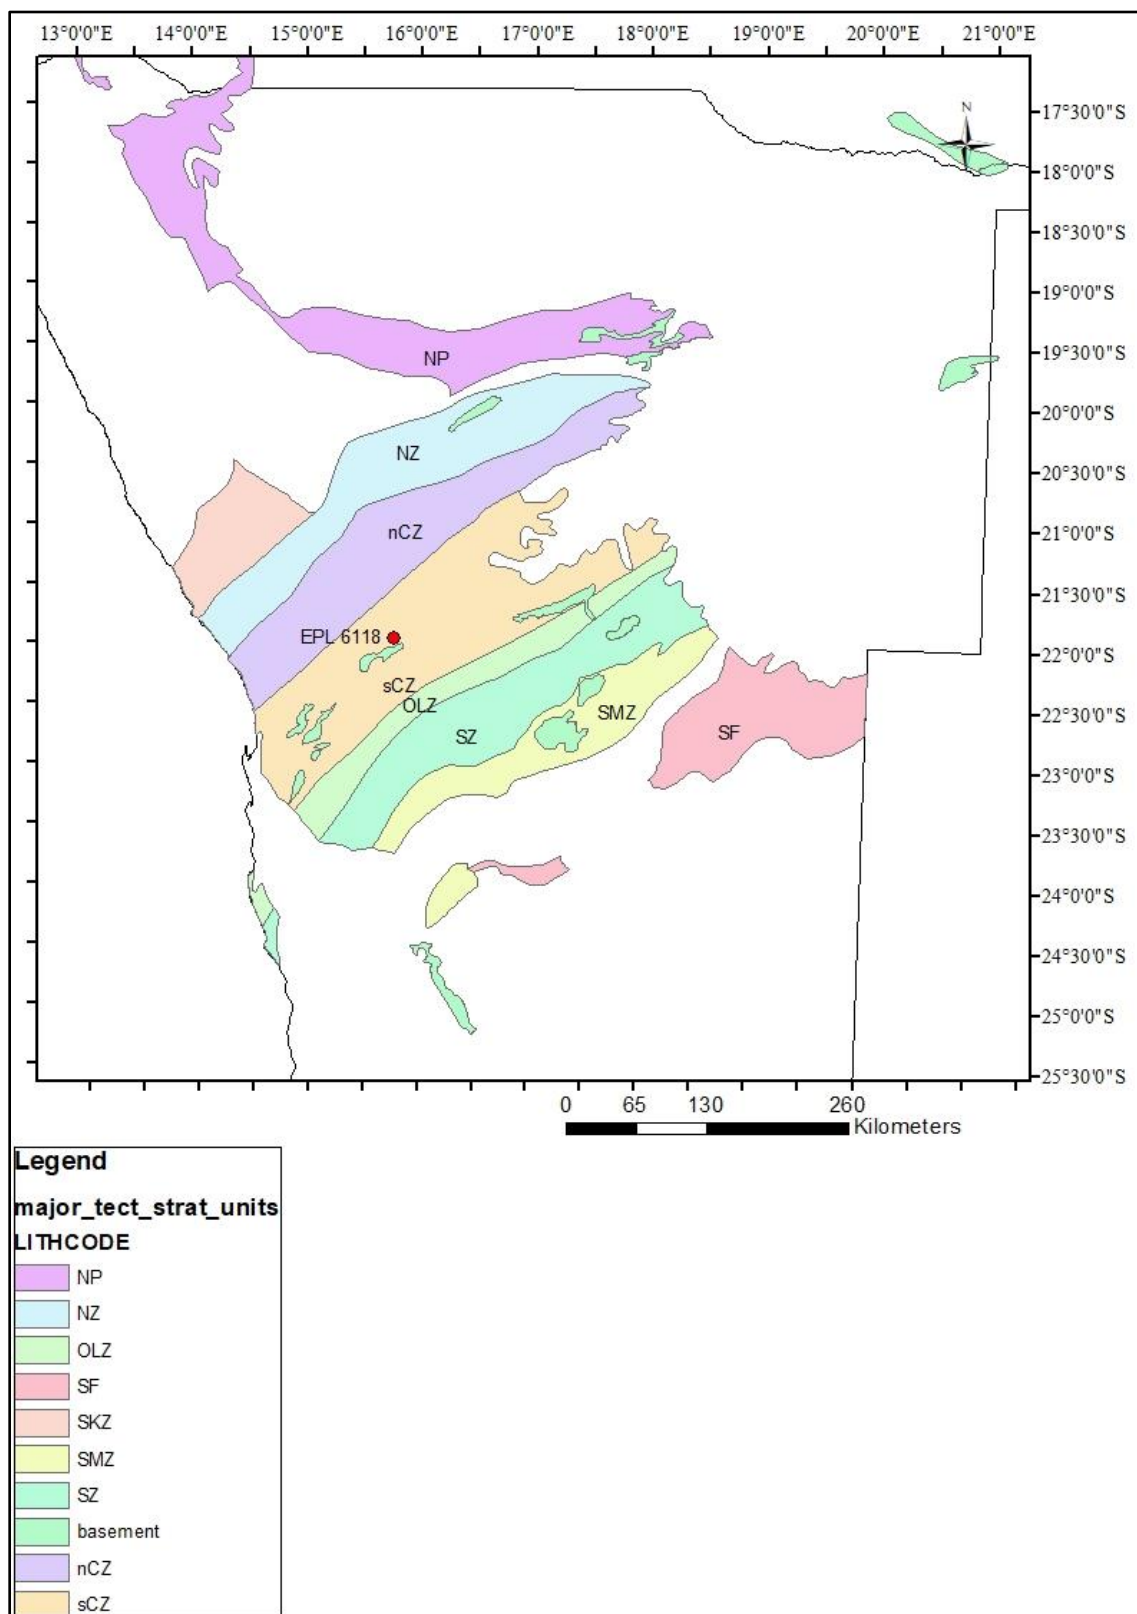 13°0'0"E 14°0'0"E 15°0'0"E 16°0'0"E 17°0'0"E 18°0'0"E 19°0'0"E 20°0'0"E 21°0'0"E
N
17°30'0"S
18°0'0"S
18°30'0"S
19°0'0"S
19°30'0"S
20°0'0"S
20°30'0"S
21°0'0"S
21°30'0"S
22°0'0"S
22°30'0"S
23°0'0"S
23°30'0"S
24°0'0"S
24°30'0"S
25°0'0"S
25°30'0"S
NP
NZ
nCZ
EPL 6118
sCZ
OLZ
SZ
SMZ
SF
0 65 130 260
Kilometers
Legend
major_tect_strat_units
LITHCODE
NP
NZ
OLZ
SF
SKZ
SMZ
SZ
basement
nCZ
sCZ